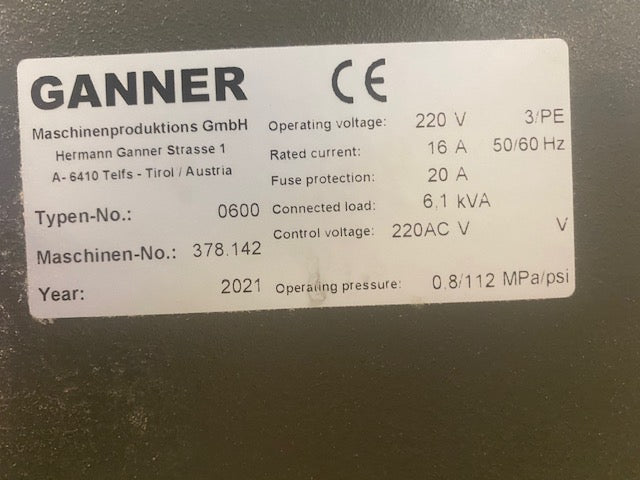 GANNER CE
Maschinenproduktions GmbH
Hermann Ganner Strasse 1
A- 6410 Telfs - Tirol / Austria
Typen-No.: 0600
Maschinen-No.: 378.142
Year: 2021
Operating voltage: 220 V 3/PE
Rated current: 16 A 50/60 Hz
Fuse protection: 20 A
Connected load: 6,1 kVA
Control voltage: 220AC V V
Operating pressure: 0,8/112 MPa/psi